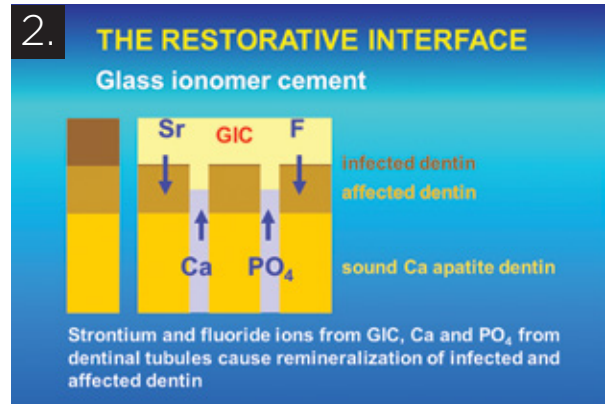 2.
THE RESTORATIVE INTERFACE
Glass ionomer cement
Sr GIC F
infected dentin
affected dentin
Ca PO₄ sound Ca apatite dentin
Strontium and fluoride ions from GIC, Ca and PO₄ from
dentinal tubules cause remineralization of infected and
affected dentin